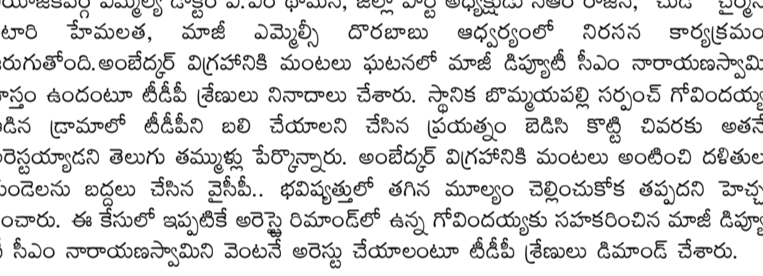 ఎమ్మెల్యే డాక్టర్ వి.ఎం థామస్, జిల్లా పార్టీ అధ్యక్షుడు రాజన్, చుడా చైర్మన్
టారి హేమలత, మాజీ ఎమ్మెల్సీ దొరబాబు ఆధ్వర్యంలో నిరసన కార్యక్రమం
రుగుతోంది.అంబేద్కర్ విగ్రహానికి మంటలు ఘటనలో మాజీ డిప్యూటీ సీఎం నారాయణస్వామి
స్తం ఉందంటూ టీడీపీ శ్రేణులు నినాదాలు చేశారు. స్థానిక బొమ్మయపల్లి సర్పంచ్ గోవిందయ్య
డిన డ్రామాలో టీడీపీని బలి చేయాలని చేసిన ప్రయత్నం బెడిసి కొట్టి చివరకు అతనే
రెస్టయ్యాడని తెలుగు తమ్ముళ్లు పేర్కొన్నారు. అంబేద్కర్ విగ్రహానికి మంటలు అంటించి దళితుల
ండెలను బద్దలు చేసిన వైసీపీ.. భవిష్యత్తులో తగిన మూల్యం చెల్లించుకోక తప్పదని హెచ్చ
ంచారు. ఈ కేసులో ఇప్పటికే అరెస్టై రిమాండ్‌లో ఉన్న గోవిందయ్యకు సహకరించిన మాజీ డిప్యూ
సీఎం నారాయణస్వామిని వెంటనే అరెస్టు చేయాలంటూ టీడీపీ శ్రేణులు డిమాండ్ చేశారు.